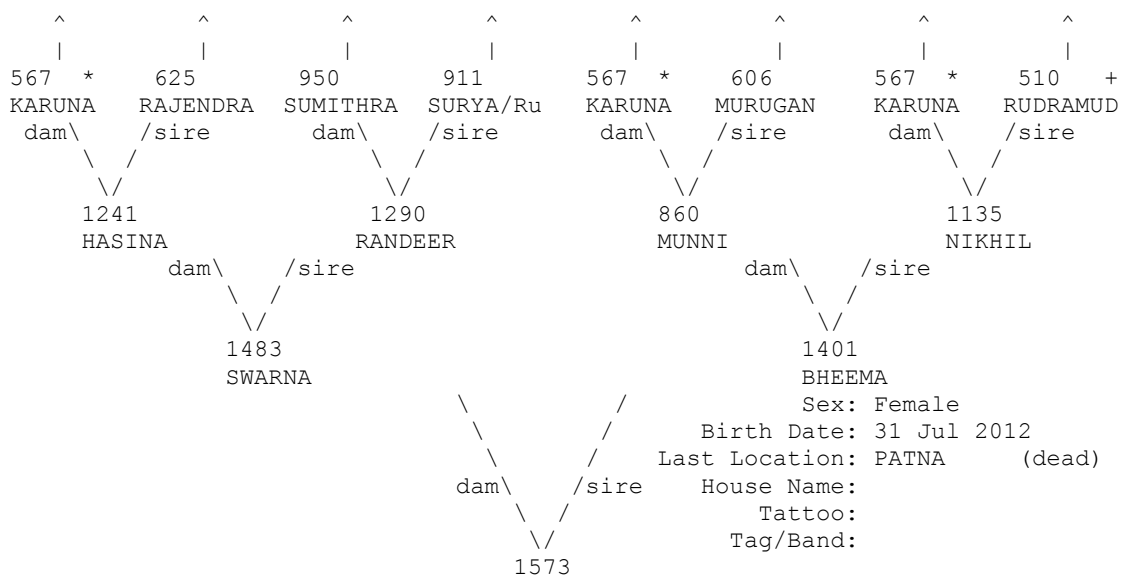 ^ ^ ^ ^ ^ ^ ^ ^
| | | | | | | |
567 * 625 950 911 567 * 606 567 * 510 +
KARUNA RAJENDRA SUMITHRA SURYA/Ru KARUNA MURUGAN KARUNA RUDRAMUD
dam\ /sire dam\ /sire dam\ /sire dam\ /sire
\ / \ / \ / \ /
\/ \/ \/ \/
1241 1290 860 1135
HASINA RANDEER MUNNI NIKHIL
dam\ /sire dam\ /sire
\ / \ /
\/ \/
1483 1401
SWARNA BHEEMA
\ / Sex: Female
\ / Birth Date: 31 Jul 2012
\ / Last Location: PATNA (dead)
dam\ /sire House Name:
\ / Tattoo:
\/ Tag/Band:
1573